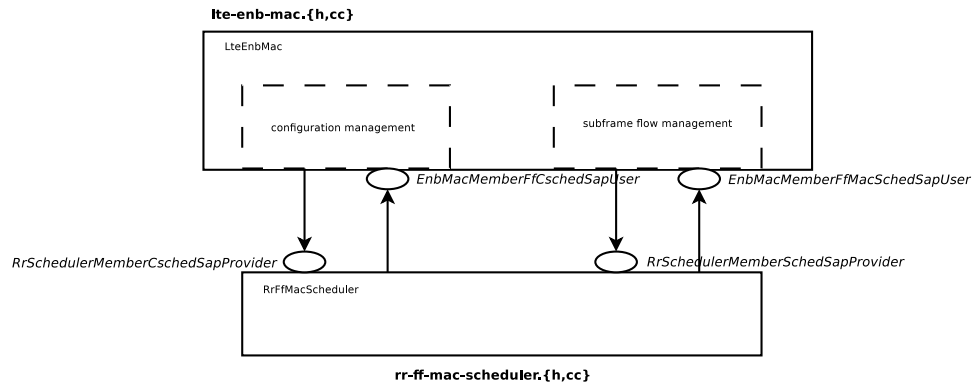 lte-enb-mac.{h,cc}
LteEnbMac
configuration management
subframe flow management
EnbMacMemberFfCschedSapUser
EnbMacMemberFfMacSchedSapUser
RrSchedulerMemberCschedSapProvider
RrSchedulerMemberSchedSapProvider
RrFfMacScheduler
rr-ff-mac-scheduler.{h,cc}